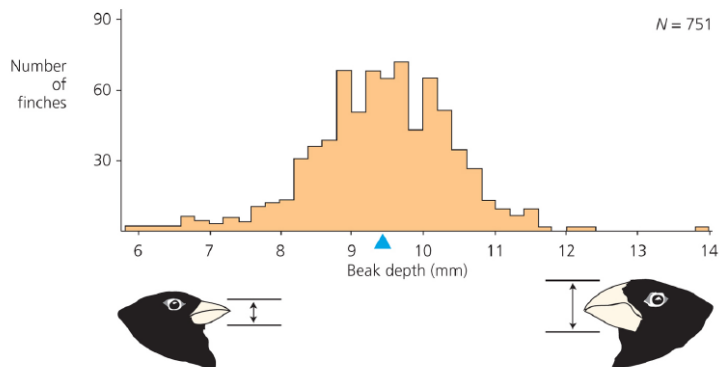 90
N = 751
Number
of
finches
60
30
6 7 8 9 10 11 12 13 14
Beak depth (mm)